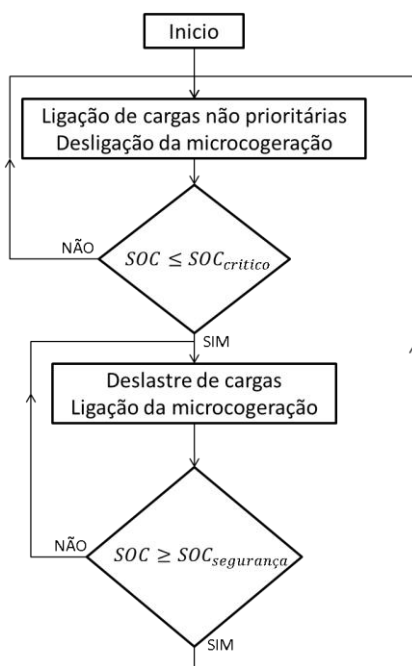 Inicio
Ligação de cargas não prioritárias
Desligação da microcogeração
NÃO
SOC ≤ SOC_critico
SIM
Deslastre de cargas
Ligação da microcogeração
NÃO
SOC ≥ SOC_segurança
SIM